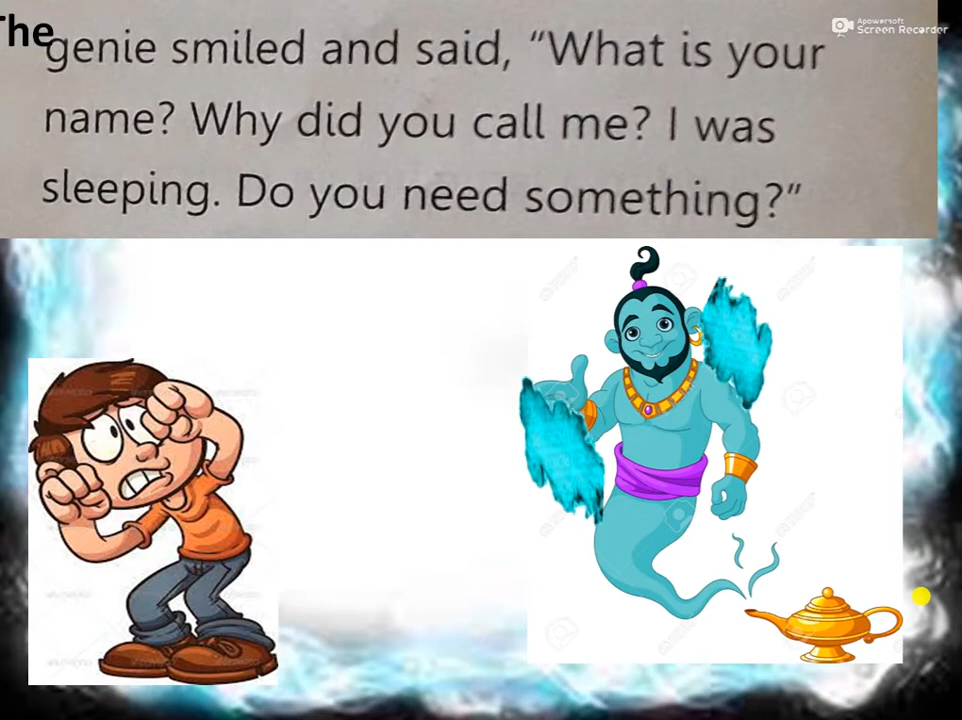 The genie smiled and said, “What is your
name? Why did you call me? I was
sleeping. Do you need something?”
Apowersoft
Screen Recorder